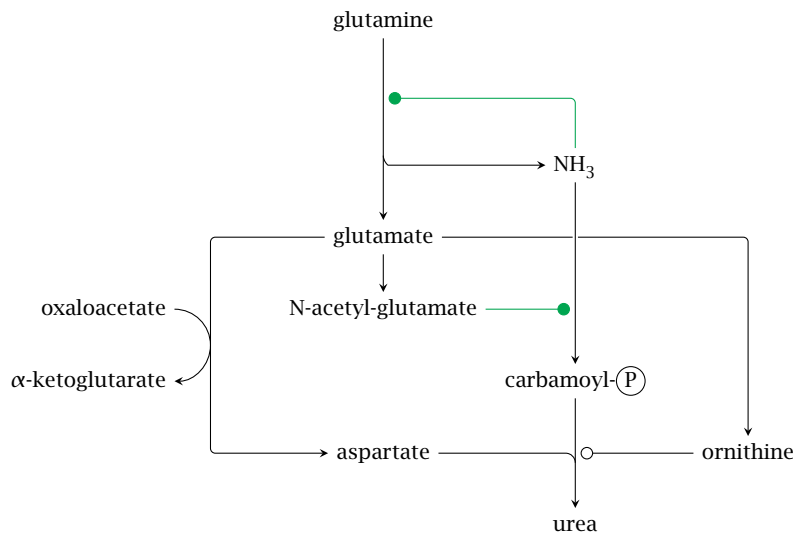 glutamine
NH₃
glutamate
oxaloacetate
N-acetyl-glutamate
α-ketoglutarate
carbamoyl-Ⓟ
aspartate
ornithine
urea